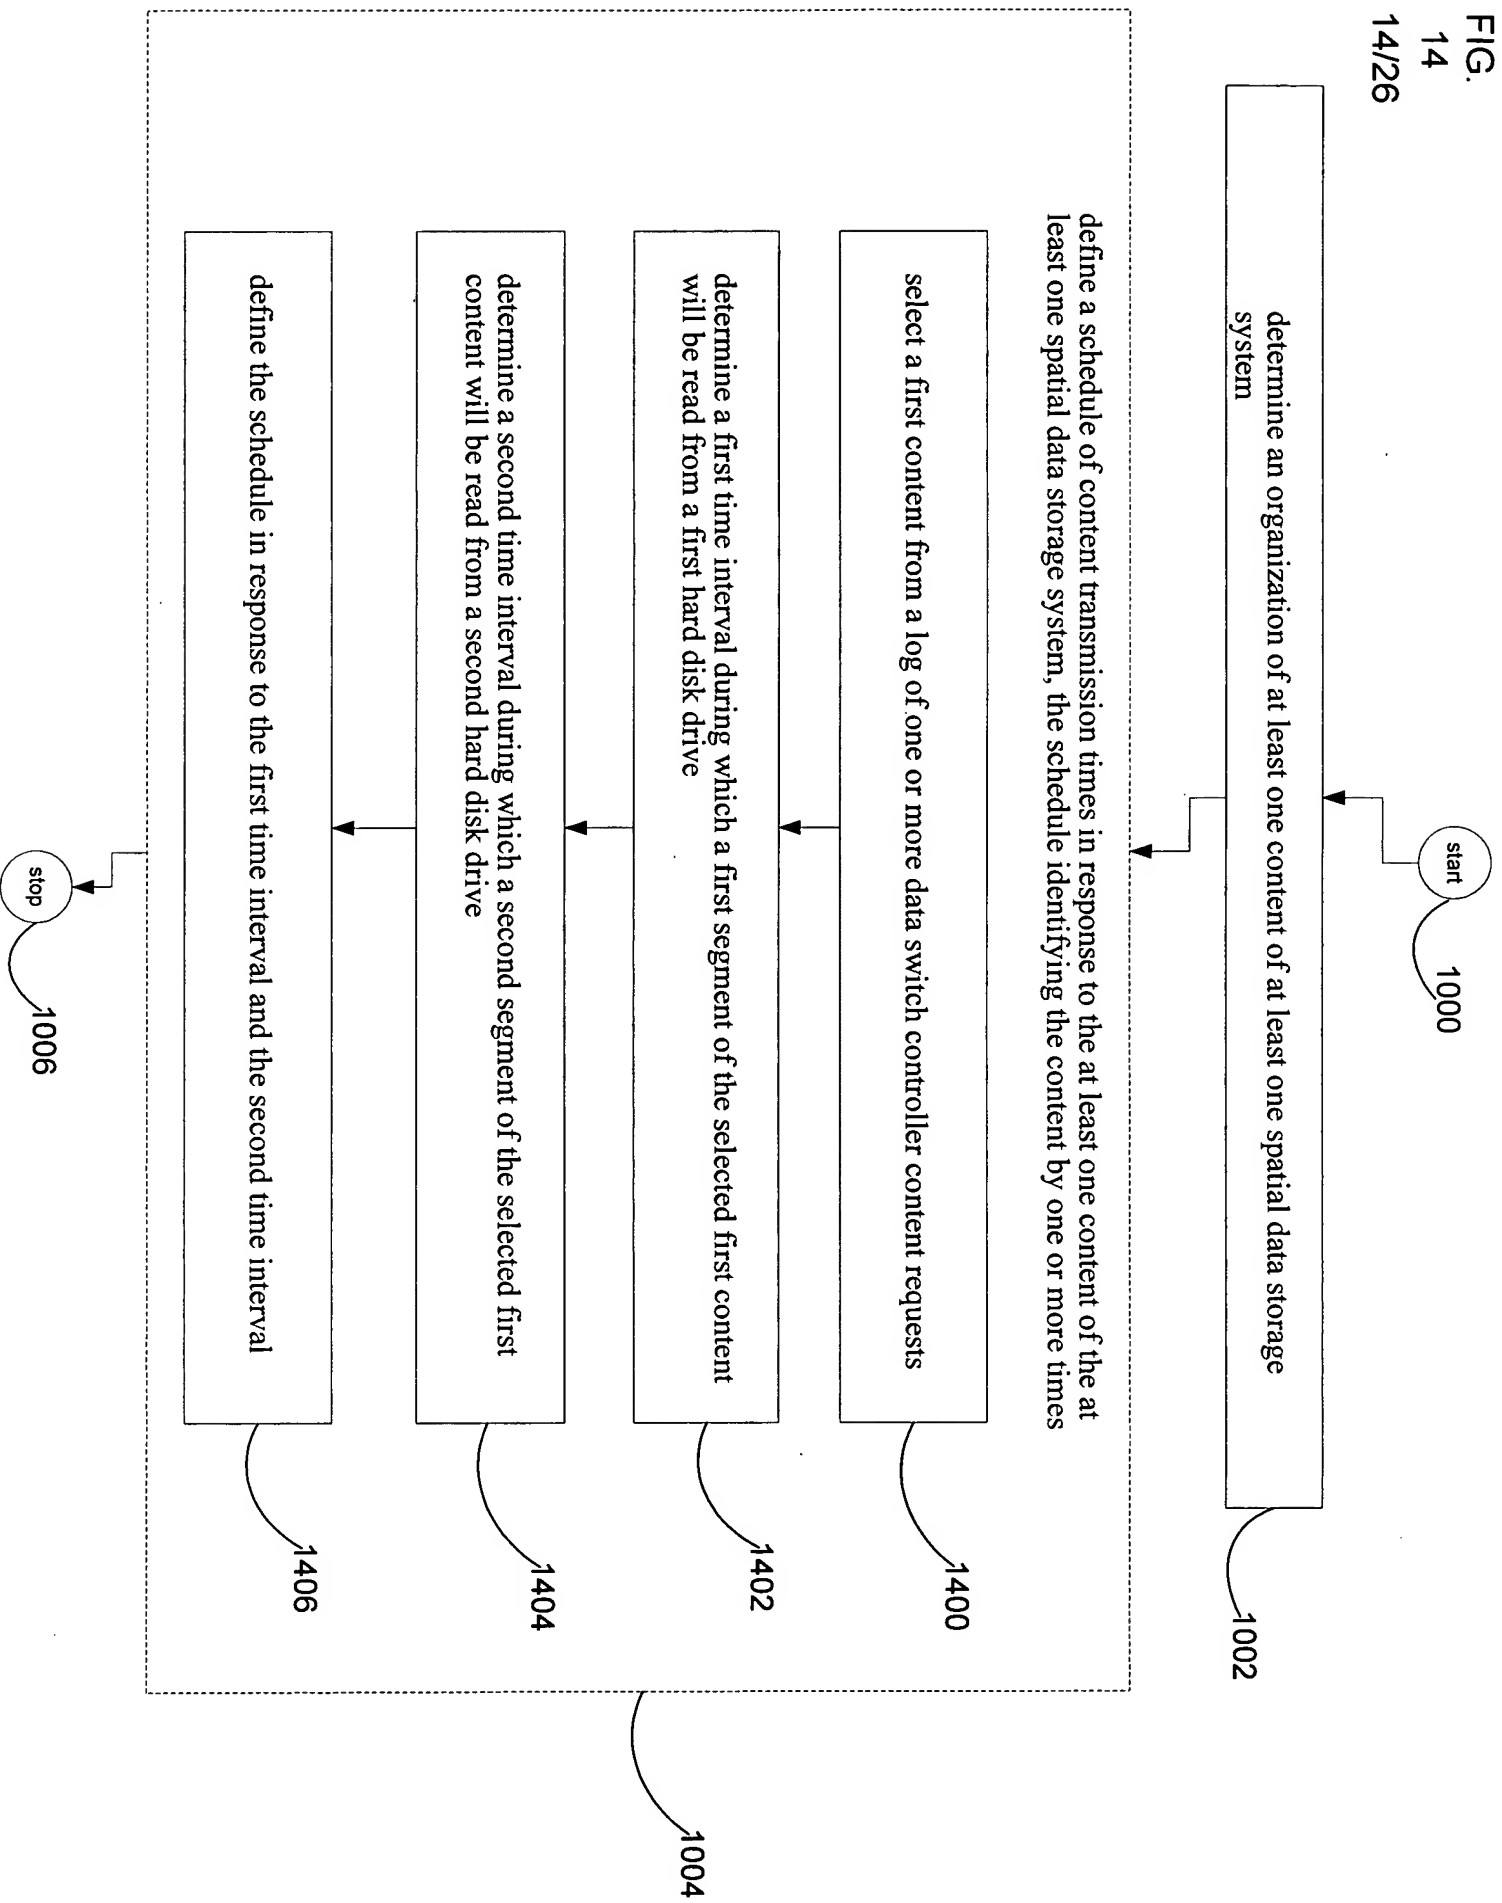 FIG.
14
14/26
start
1000
determine an organization of at least one content of at least one spatial data storage
system
1002
define a schedule of content transmission times in response to the at least one content of the at
least one spatial data storage system, the schedule identifying the content by one or more times
select a first content from a log of one or more data switch controller content requests
1400
determine a first time interval during which a first segment of the selected first content
will be read from a first hard disk drive
1402
determine a second time interval during which a second segment of the selected first
content will be read from a second hard disk drive
1404
define the schedule in response to the first time interval and the second time interval
1406
1004
stop
1006